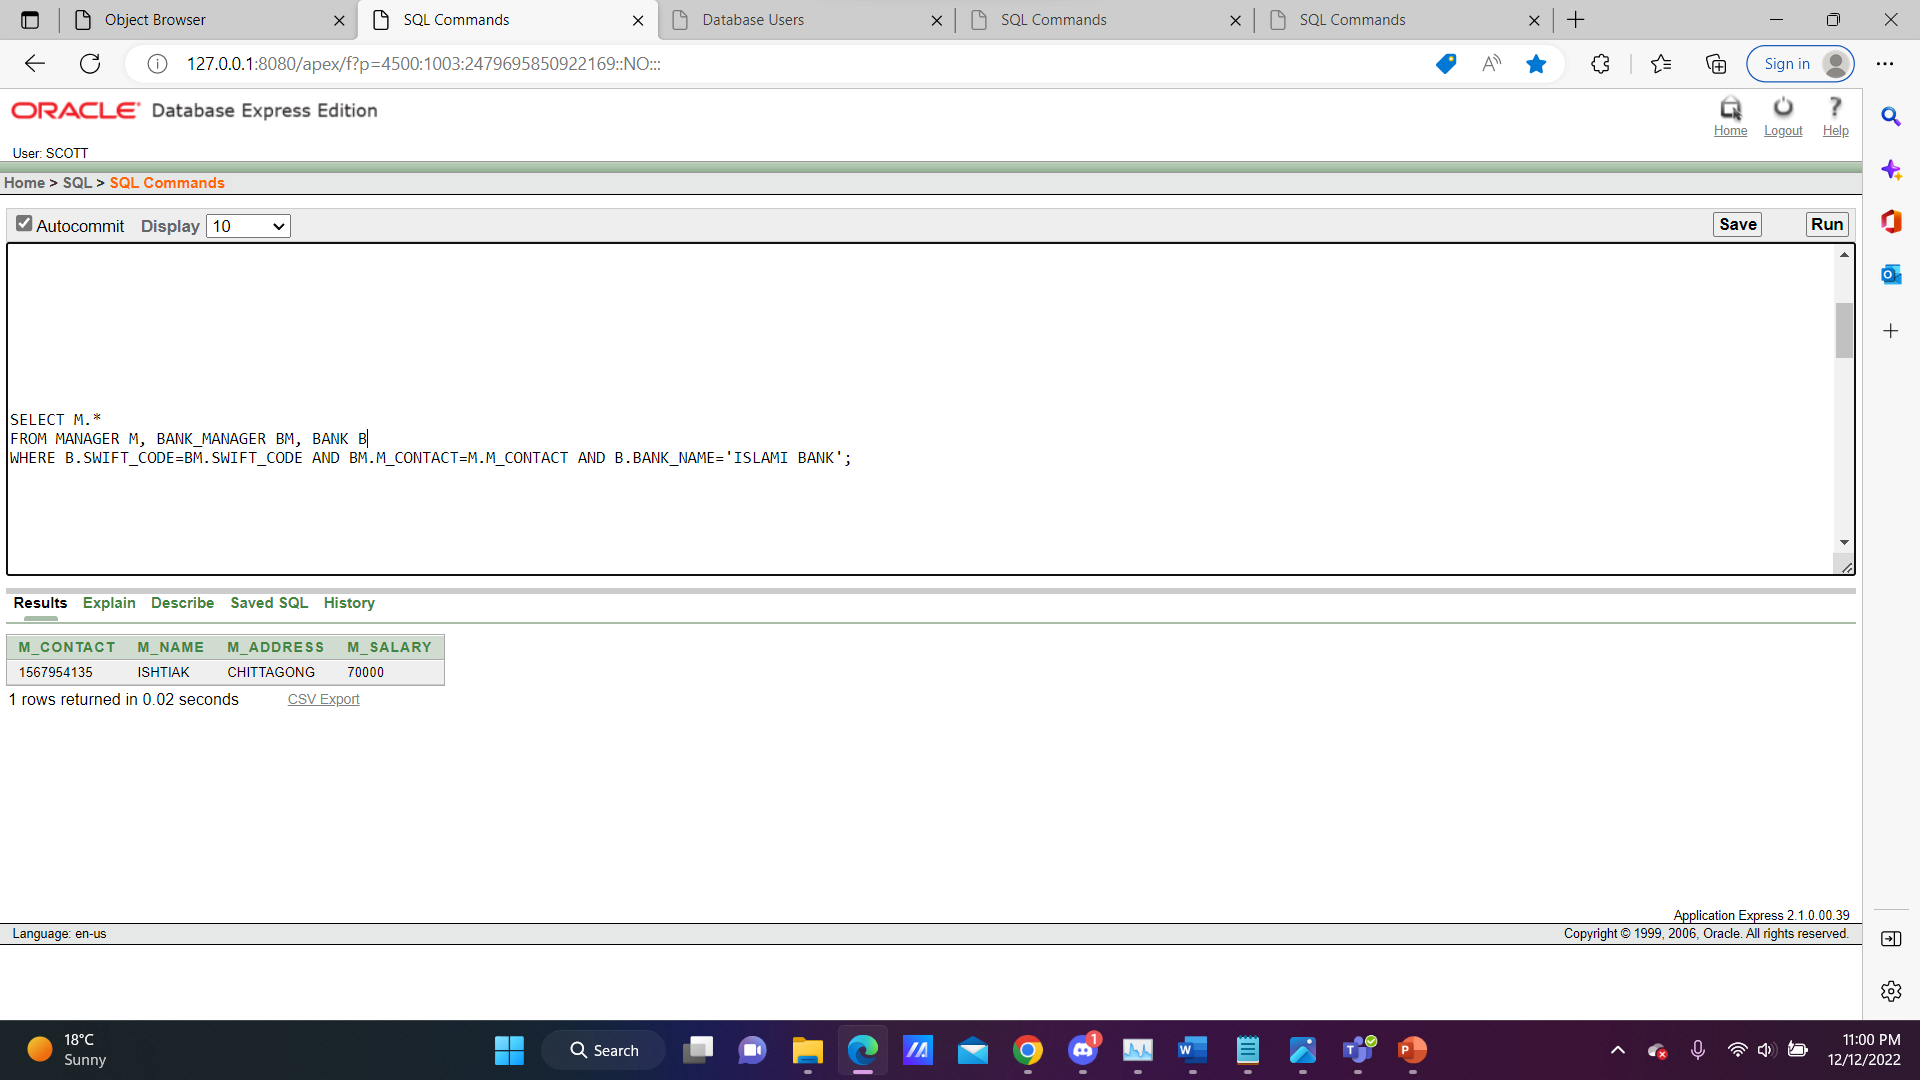 Object Browser
SQL Commands
Database Users
SQL Commands
SQL Commands
127.0.0.1:8080/apex/f?p=4500:1003:2479695850922169::NO:::
Sign in
ORACLE Database Express Edition
Home
Logout
Help
User: SCOTT
Home > SQL > SQL Commands
Autocommit Display 10
Save
Run
SELECT M.*
FROM MANAGER M, BANK_MANAGER BM, BANK B
WHERE B.SWIFT_CODE=BM.SWIFT_CODE AND BM.M_CONTACT=M.M_CONTACT AND B.BANK_NAME='ISLAMI BANK';
Results Explain Describe Saved SQL History
M_CONTACT M_NAME M_ADDRESS M_SALARY
1567954135 ISHTIAK CHITTAGONG 70000
1 rows returned in 0.02 seconds CSV Export
Application Express 2.1.0.00.39
Language: en-us Copyright © 1999, 2006, Oracle. All rights reserved.
18°C
Sunny
Search
1
11:00 PM
12/12/2022